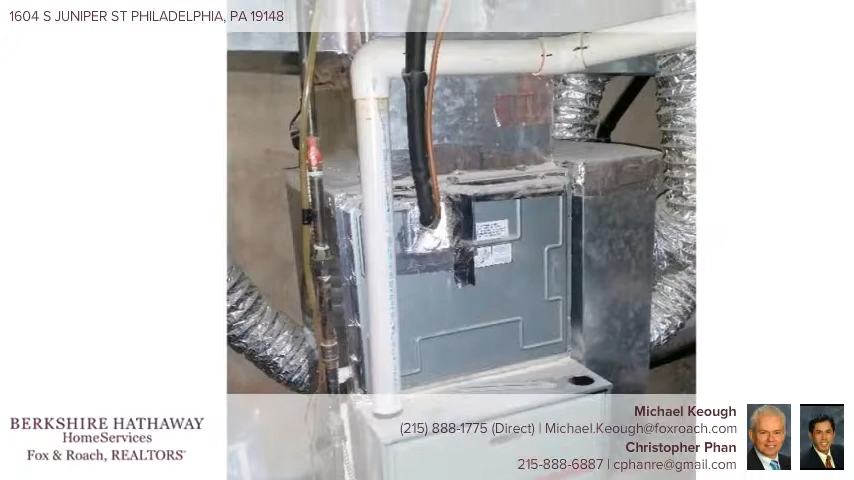 1604 S JUNIPER ST PHILADELPHIA, PA 19148
BERKSHIRE HATHAWAY
HomeServices
Fox & Roach, REALTORS®
Michael Keough
(215) 888-1775 (Direct) | Michael.Keough@foxroach.com
Christopher Phan
215-888-6887 | cphanre@gmail.com